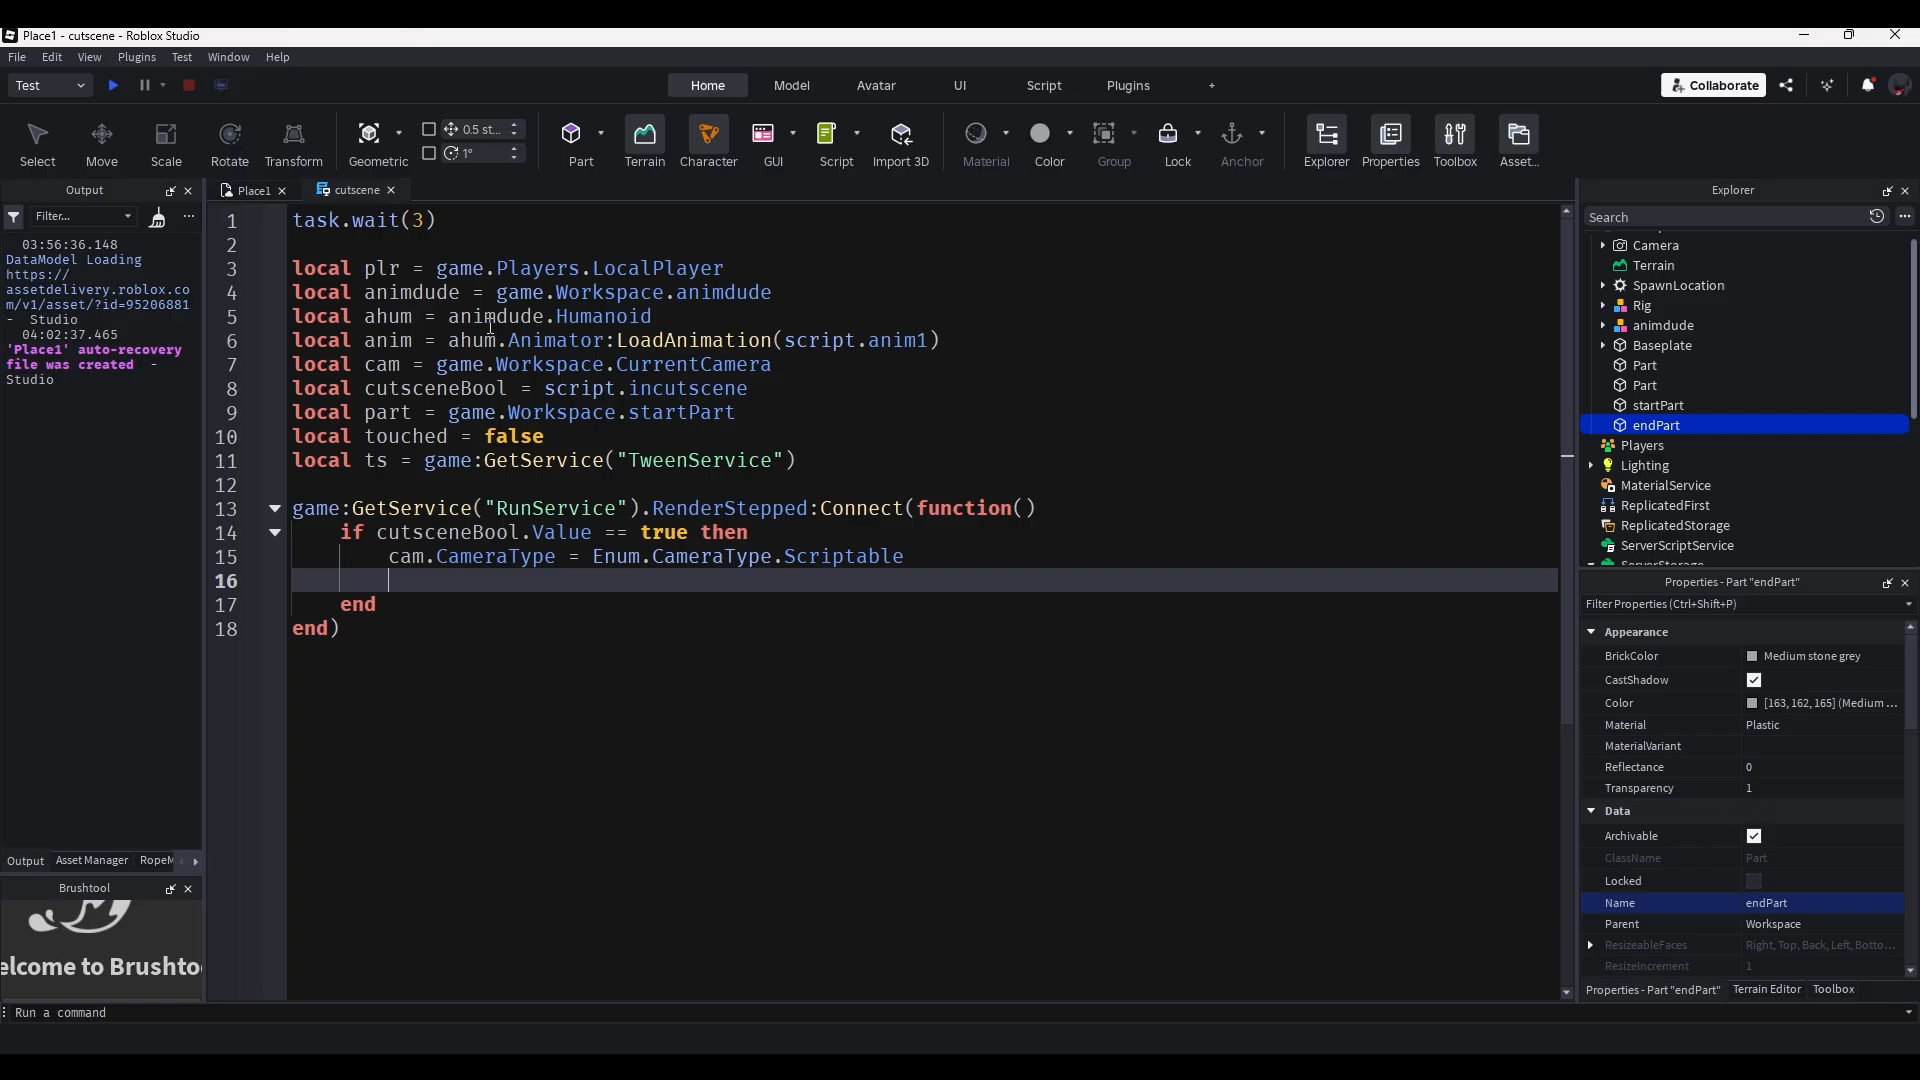 Place1 - cutscene - Roblox Studio
File Edit View Plugins Test Window Help
Test
Home Model Avatar UI Script Plugins +
Collaborate
Select Move Scale Rotate Transform Geometric
0.5 st...
1°
Part Terrain Character GUI Script Import 3D Material Color Group Lock Anchor Explorer Properties Toolbox Asset...
Output
Filter...
03:56:36.148
DataModel Loading
https://
assetdelivery.roblox.co
m/v1/asset/?id=95206881
- Studio
04:02:37.465
'Place1' auto-recovery
file was created -
Studio
Output Asset Manager RopeM
Brushtool
elcome to Brushto
Place1 cutscene
1 task.wait(3)
2
3 local plr = game.Players.LocalPlayer
4 local animdude = game.Workspace.animdude
5 local ahum = animdude.Humanoid
6 local anim = ahum.Animator:LoadAnimation(script.anim1)
7 local cam = game.Workspace.CurrentCamera
8 local cutsceneBool = script.incutscene
9 local part = game.Workspace.startPart
10 local touched = false
11 local ts = game:GetService("TweenService")
12
13 game:GetService("RunService").RenderStepped:Connect(function()
14 if cutsceneBool.Value == true then
15 cam.CameraType = Enum.CameraType.Scriptable
16
17 end
18 end)
Explorer
Search
Camera
Terrain
SpawnLocation
Rig
animdude
Baseplate
Part
Part
startPart
endPart
Players
Lighting
MaterialService
ReplicatedFirst
ReplicatedStorage
ServerScriptService
Properties - Part "endPart"
Filter Properties (Ctrl+Shift+P)
Appearance
BrickColor Medium stone grey
CastShadow
Color [163, 162, 165] (Medium ...
Material Plastic
MaterialVariant
Reflectance 0
Transparency 1
Data
Archivable
ClassName Part
Locked
Name endPart
Parent Workspace
ResizeableFaces Right, Top, Back, Left, Botto...
ResizeIncrement 1
Properties - Part "endPart" Terrain Editor Toolbox
Run a command